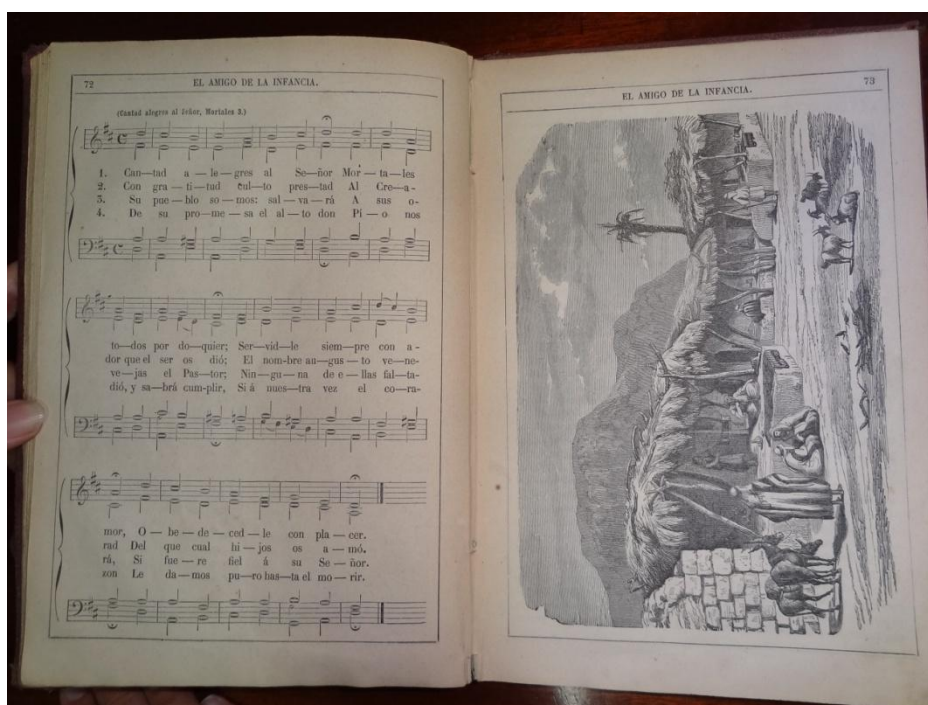 72
EL AMIGO DE LA INFANCIA.
(Cantad alegres al Señor, Mortales 3.)
1. Can—tad a—le—gres al Se—ñor Mor—ta—les
2. Con gra—ti—tud cul—to pres—tad Al Cre—a-
3. Su pue—blo so—mos: sal—va—rá A sus o-
4. De su pro—me—sa el al—to don Pi—o nos
to—dos por do—quier; Ser—vid—le siem—pre con a-
dor que el ser os dió; El nom—bre au—gus—to ve—ne-
ve—jas el Pas—tor; Nin—gu—na de e—llas fal—ta-
dió, y sa—brá cum—plir, Si á nues—tra vez el co—ra-
mor, O—be—de—ced—le con pla—cer.
rad Del que cual hi—jos os a—mó.
rá, Si fue—re fiel á su Se—ñor.
zon Le da—mos pu—ro has—ta el mo—rir.
EL AMIGO DE LA INFANCIA.
73